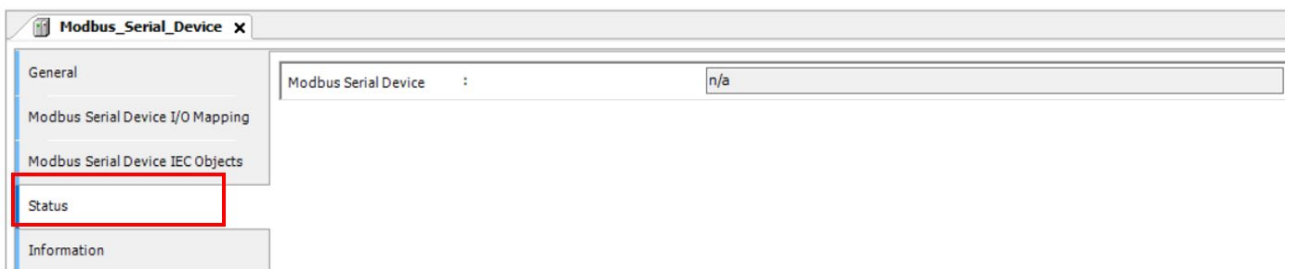 Modbus_Serial_Device X
General
Modbus Serial Device : n/a
Modbus Serial Device I/O Mapping
Modbus Serial Device IEC Objects
Status
Information